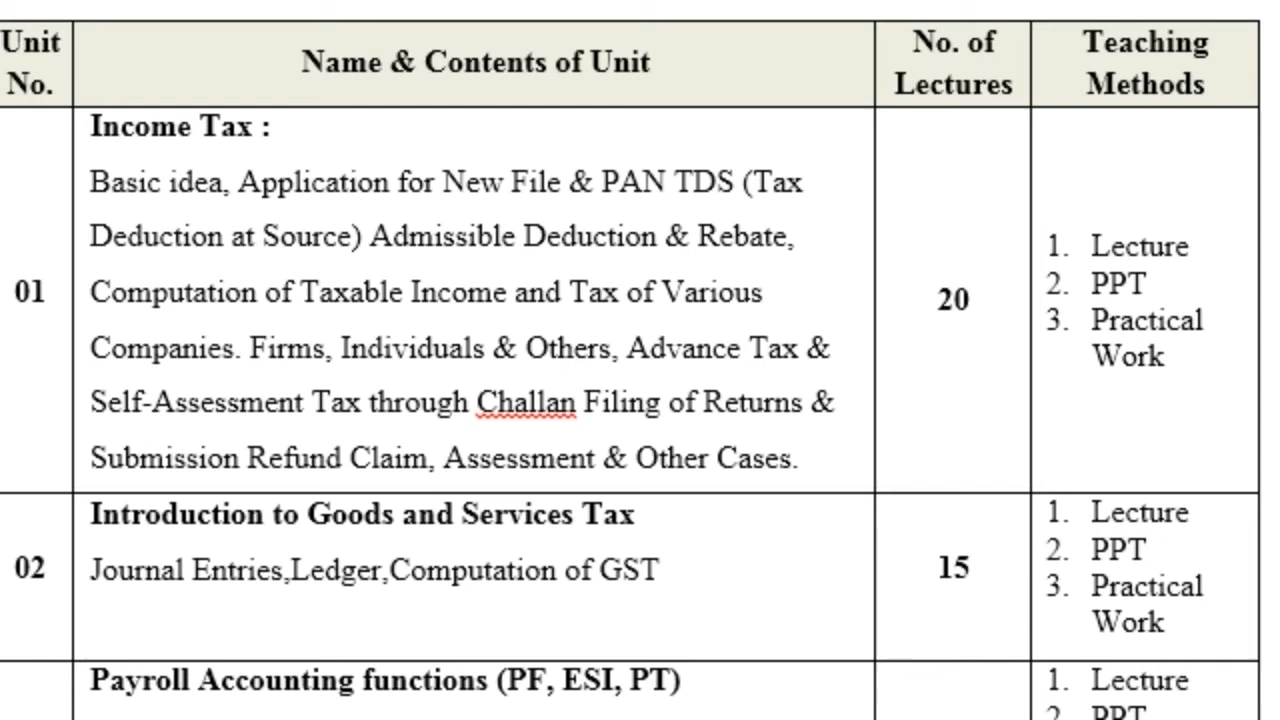 Unit No.
Name & Contents of Unit
No. of Lectures
Teaching Methods
01
Income Tax :
Basic idea, Application for New File & PAN TDS (Tax
Deduction at Source) Admissible Deduction & Rebate,
Computation of Taxable Income and Tax of Various
Companies. Firms, Individuals & Others, Advance Tax &
Self-Assessment Tax through Challan Filing of Returns &
Submission Refund Claim, Assessment & Other Cases.
20
1. Lecture
2. PPT
3. Practical
Work
02
Introduction to Goods and Services Tax
Journal Entries,Ledger,Computation of GST
15
1. Lecture
2. PPT
3. Practical
Work
Payroll Accounting functions (PF, ESI, PT)
1. Lecture
2. PPT